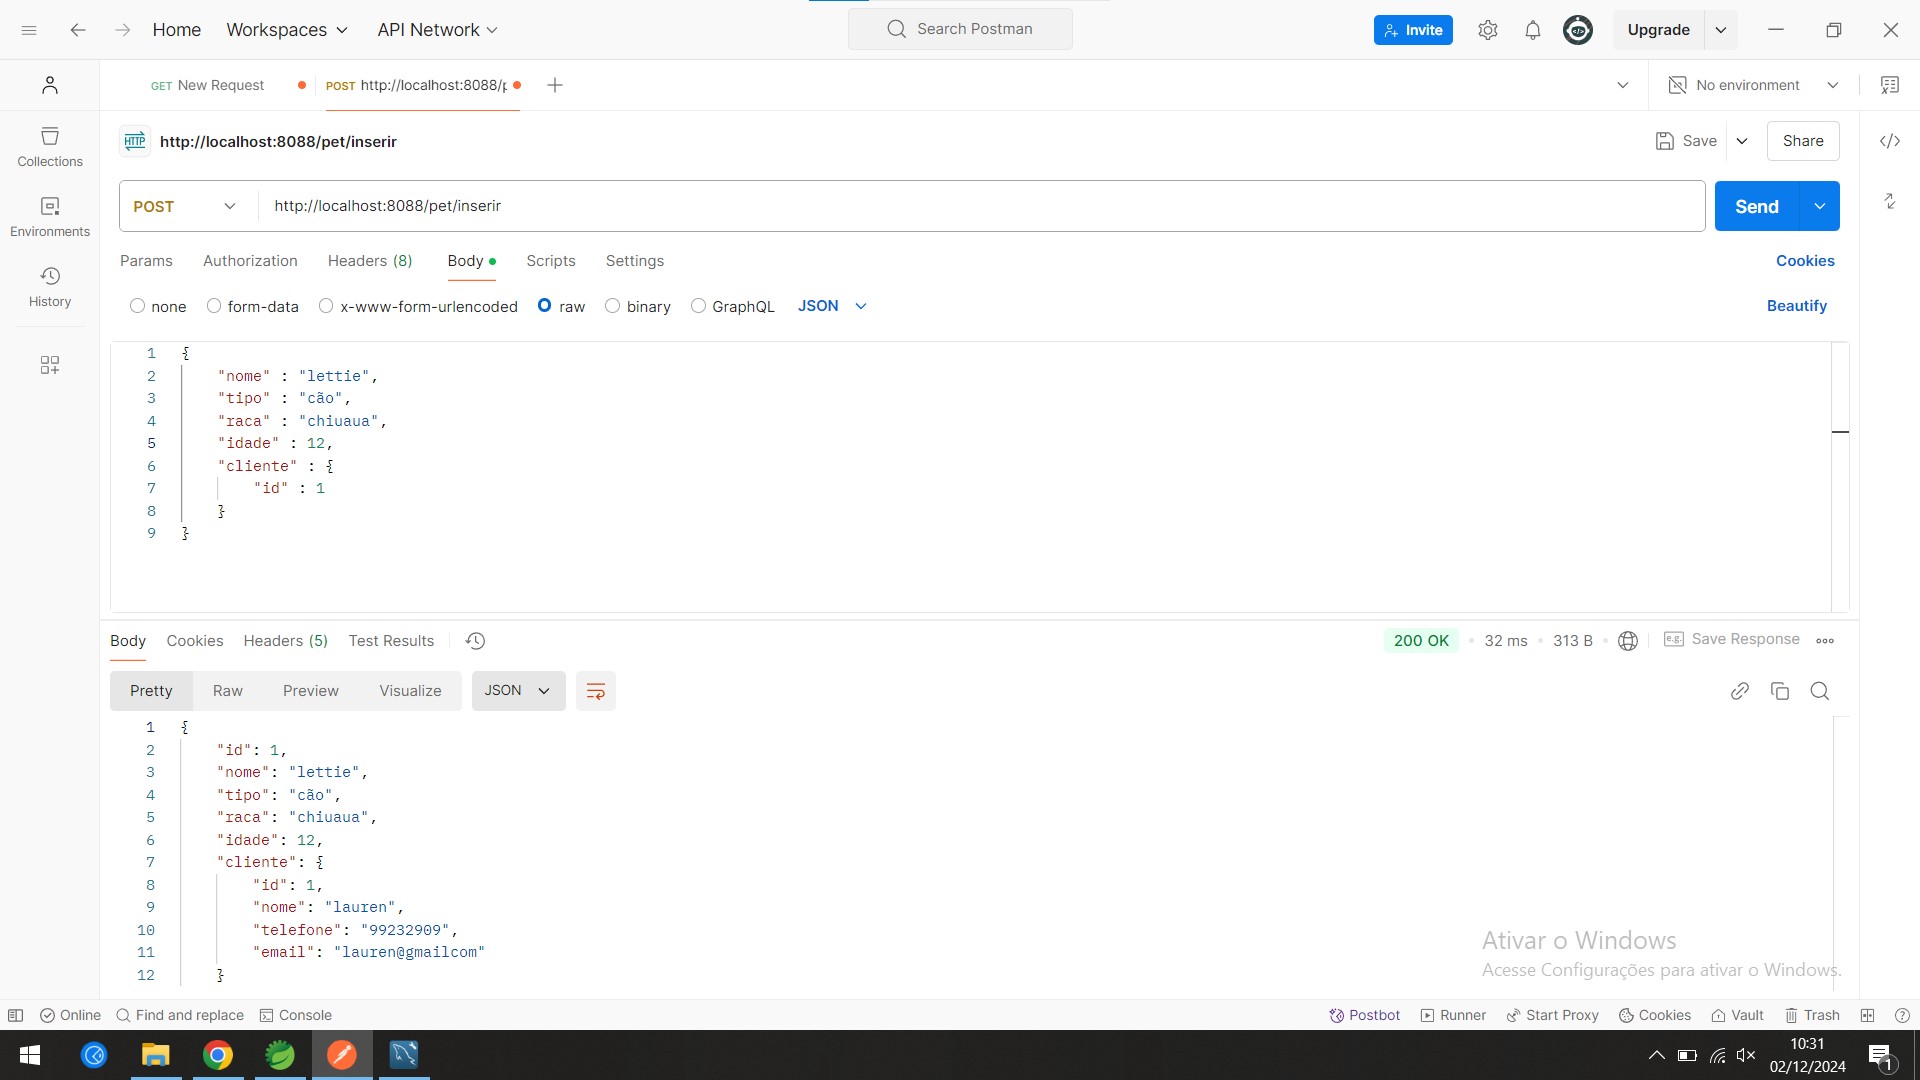 Home Workspaces API Network Search Postman Invite Upgrade
GET New Request POST http://localhost:8088/p No environment
HTTP http://localhost:8088/pet/inserir Save Share
Collections
Environments
History
POST http://localhost:8088/pet/inserir Send
Params Authorization Headers (8) Body Scripts Settings Cookies
none form-data x-www-form-urlencoded raw binary GraphQL JSON Beautify
1 {
2 "nome" : "lettie",
3 "tipo" : "cão",
4 "raca" : "chiuaua",
5 "idade" : 12,
6 "cliente" : {
7 "id" : 1
8 }
9 }
Body Cookies Headers (5) Test Results 200 OK 32 ms 313 B e.g. Save Response
Pretty Raw Preview Visualize JSON
1 {
2 "id": 1,
3 "nome": "lettie",
4 "tipo": "cão",
5 "raca": "chiuaua",
6 "idade": 12,
7 "cliente": {
8 "id": 1,
9 "nome": "lauren",
10 "telefone": "99232909",
11 "email": "lauren@gmailcom"
12 }
Ativar o Windows
Acesse Configurações para ativar o Windows.
Online Find and replace Console Postbot Runner Start Proxy Cookies Vault Trash
10:31
02/12/2024
1